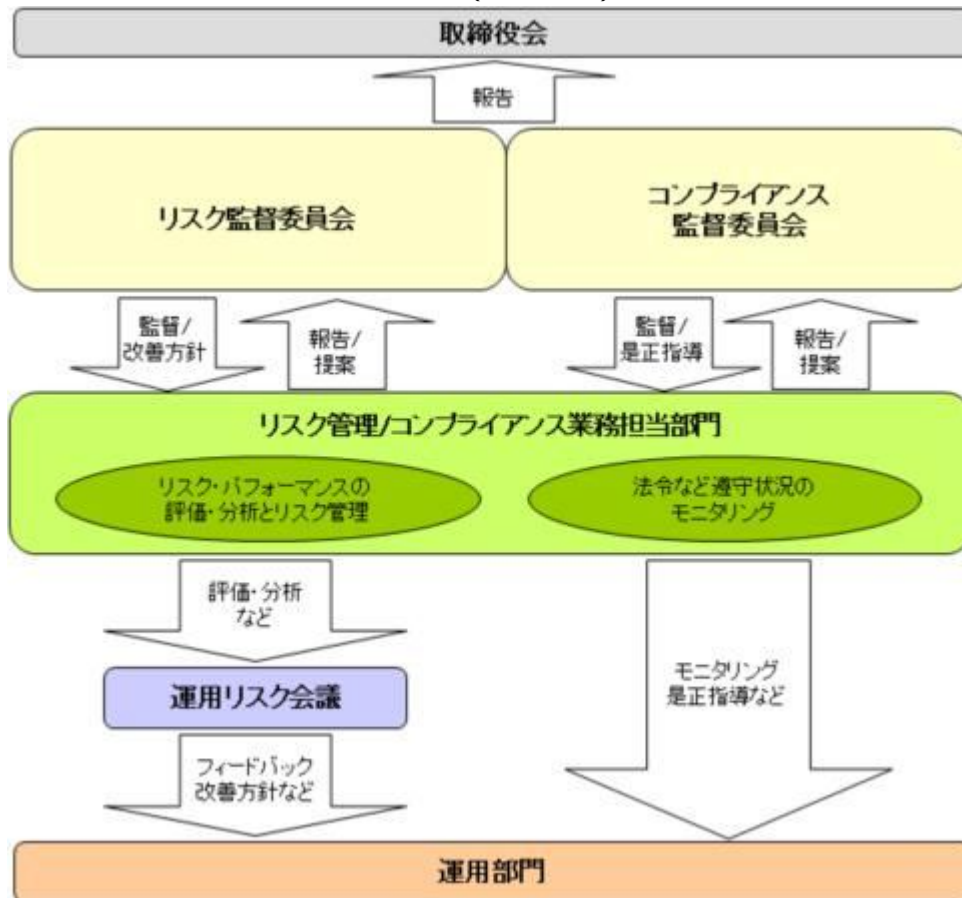 取締役会
報告
リスク監督委員会
コンプライアンス
監督委員会
監督/
改善方針
報告/
提案
監督/
是正指導
報告/
提案
リスク管理/コンプライアンス業務担当部門
リスク・パフォーマンスの
評価・分析とリスク管理
法令など遵守状況の
モニタリング
評価・分析
など
運用リスク会議
モニタリング
是正指導など
フィードバック
改善方針など
運用部門